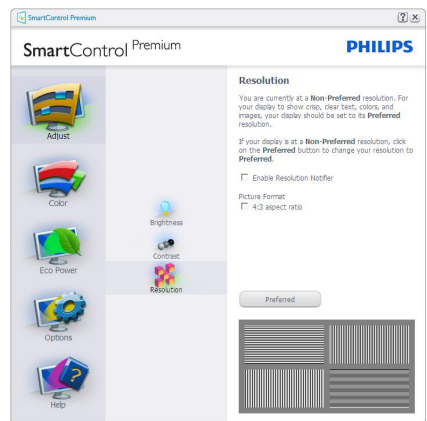 SmartControl Premium
SmartControl Premium
PHILIPS
Adjust
Color
Eco Power
Options
Help
Brightness
Contrast
Resolution
Resolution
You are currently at a Non-Preferred resolution. For
your display to show crisp, clear text, colors, and
images, your display should be set to its Preferred
resolution.
If your display is at a Non-Preferred resolution, click
on the Preferred button to change your resolution to
Preferred.
Enable Resolution Notifier
Picture Format
4:3 aspect ratio
Preferred